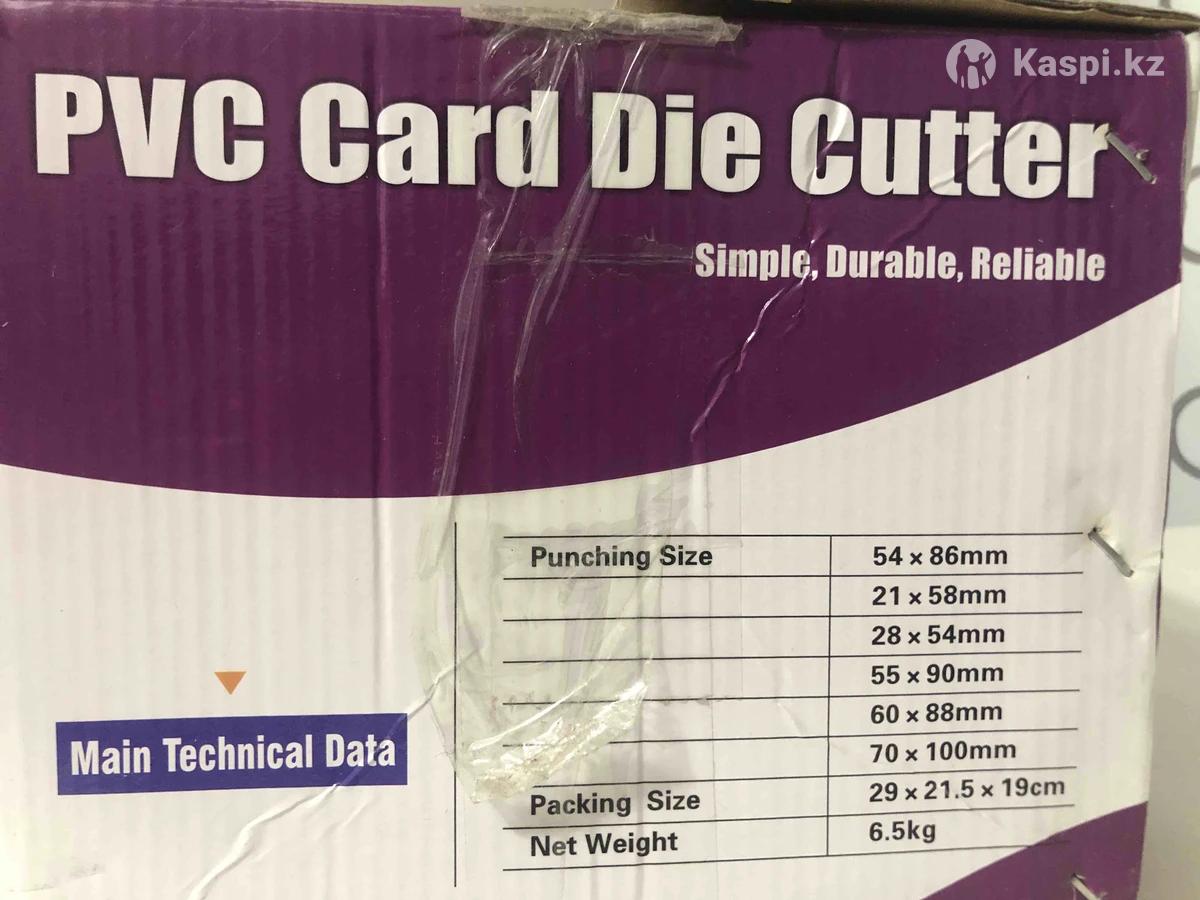 Kaspi.kz
PVC Card Die Cutter
Simple, Durable, Reliable
Punching Size 54 × 86mm
21 × 58mm
28 × 54mm
55 × 90mm
60 × 88mm
70 × 100mm
Packing Size 29 × 21.5 × 19cm
Net Weight 6.5kg
Main Technical Data